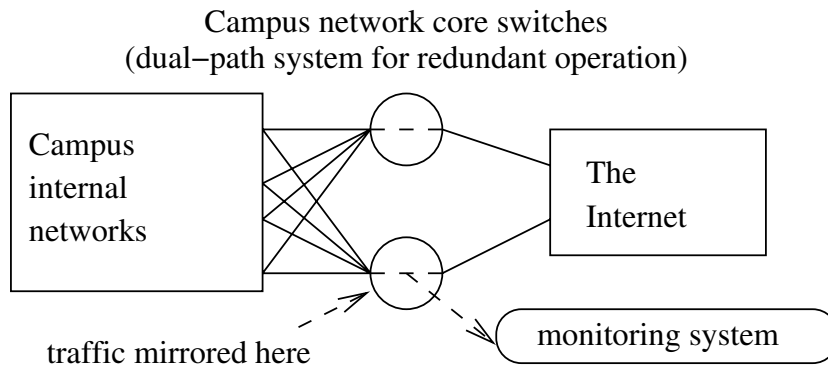 Campus network core switches
(dual−path system for redundant operation)
Campus
internal
networks
The
Internet
monitoring system
traffic mirrored here